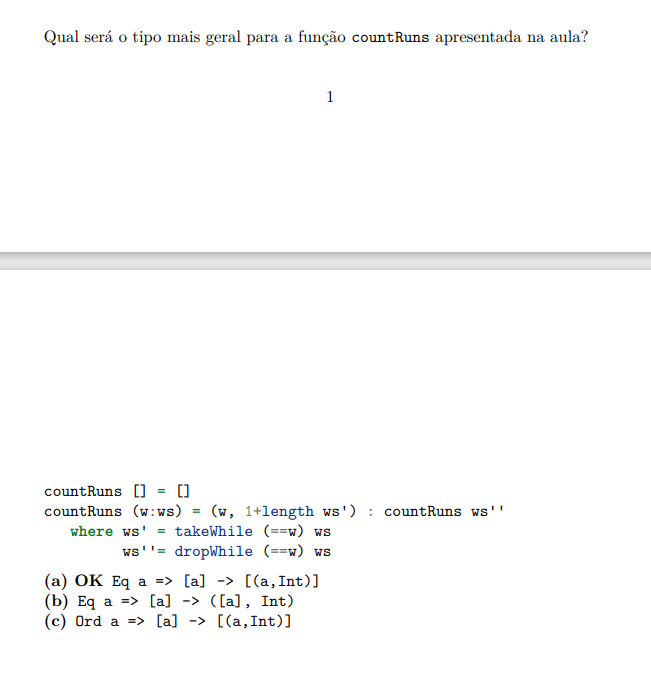 Qual será o tipo mais geral para a função countRuns apresentada na aula?
1
countRuns [] = []
countRuns (w:ws) = (w, 1+length ws') : countRuns ws''
where ws' = takeWhile (==w) ws
ws''= dropWhile (==w) ws
(a) OK Eq a => [a] -> [(a,Int)]
(b) Eq a => [a] -> ([a], Int)
(c) Ord a => [a] -> [(a,Int)]